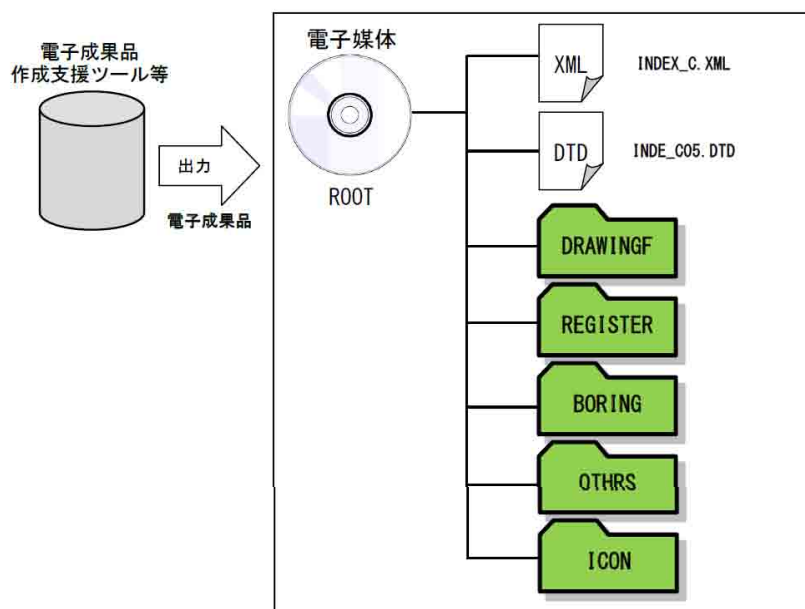 電子成果品
作成支援ツール等
出力
電子成果品
電子媒体
ROOT
XML
INDEX_C.XML
DTD
INDE_C05.DTD
DRAWINGF
REGISTER
BORING
OTHRS
ICON